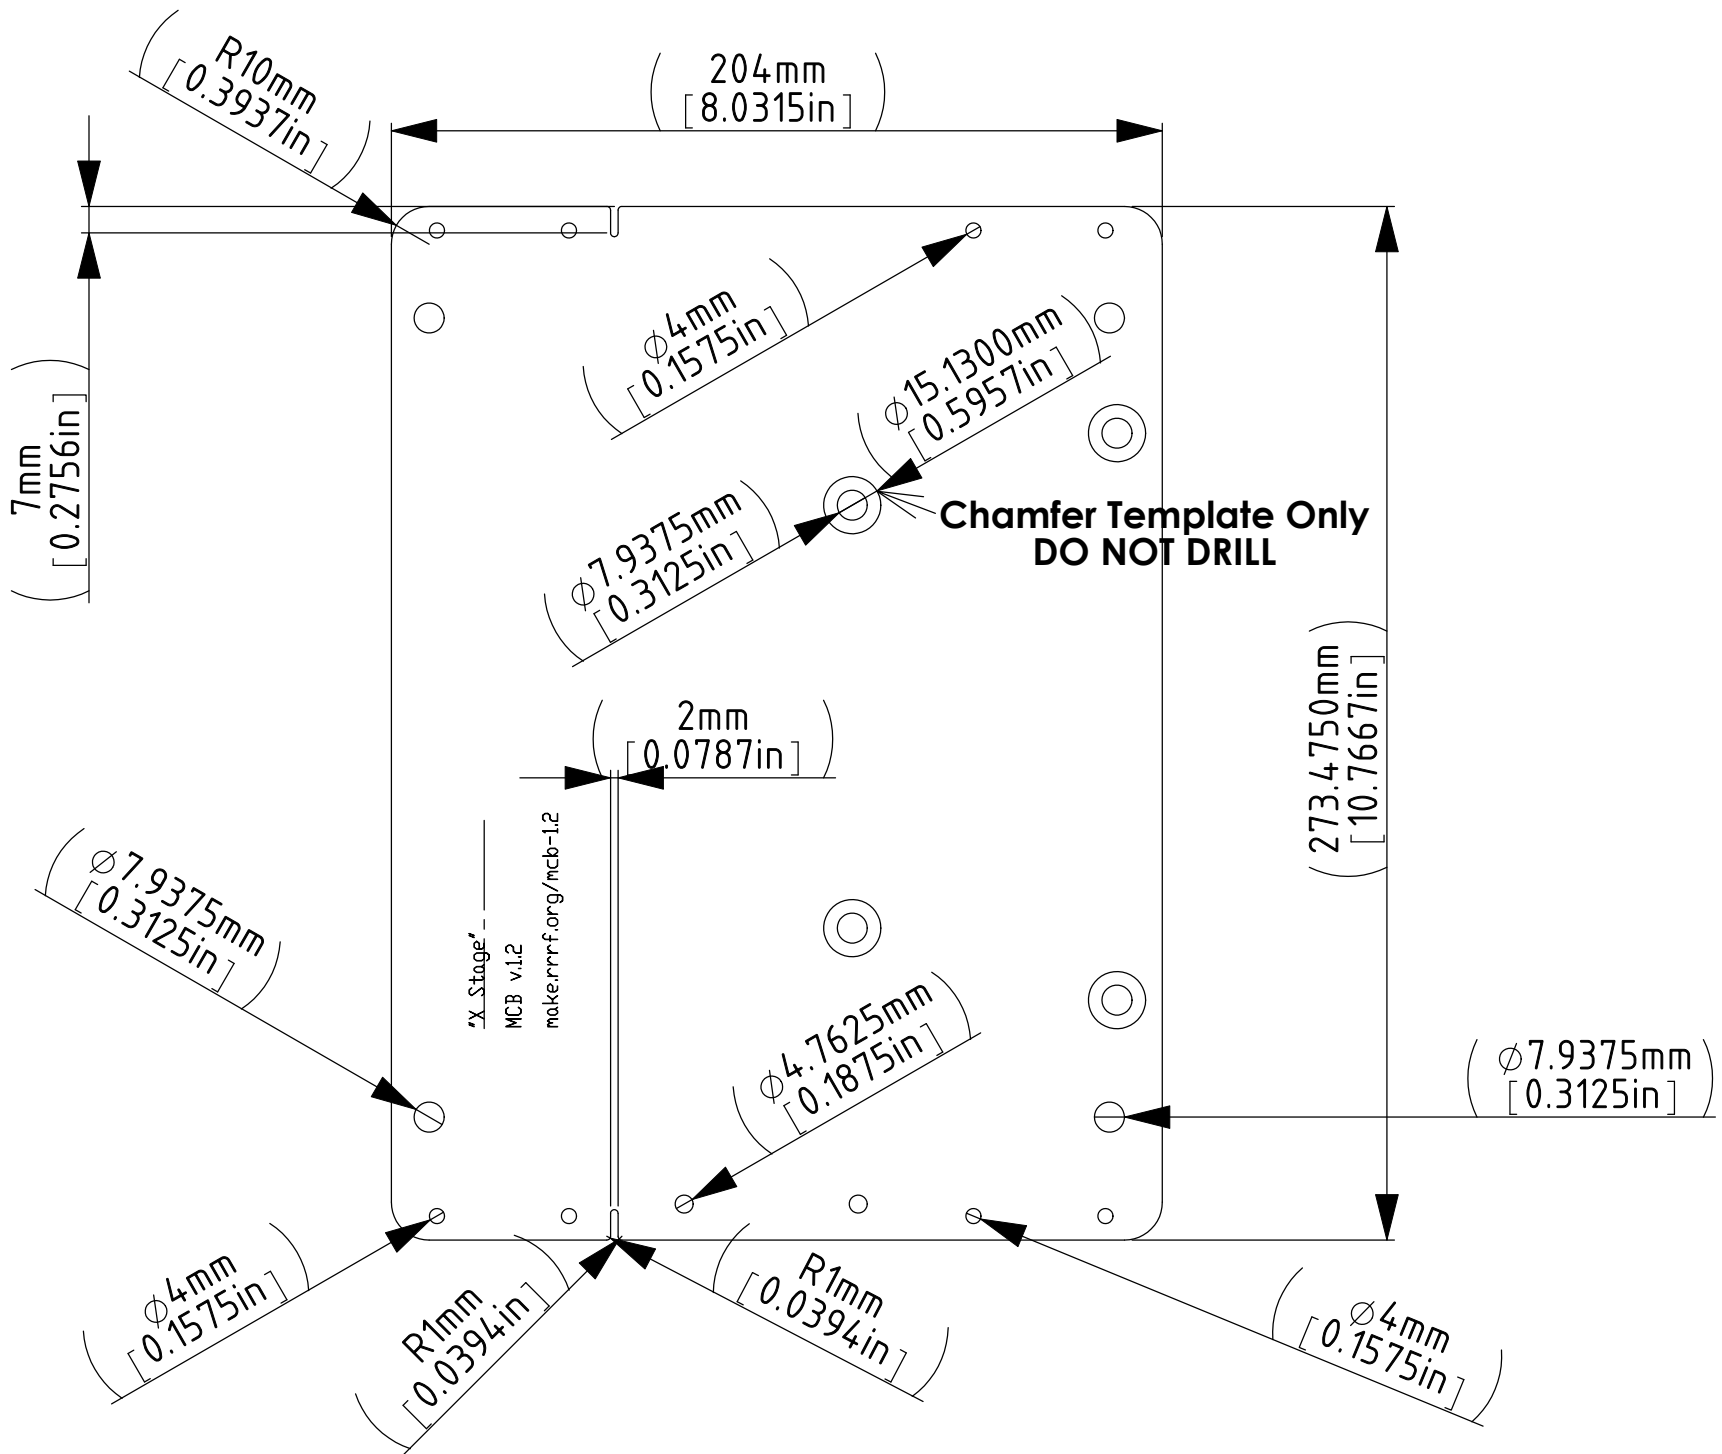 R10mm
[0.3937in]
204mm
[8.0315in]
⌀4mm
[0.1575in]
⌀15.1300mm
[0.5957in]
7mm
[0.2756in]
⌀7.9375mm
[0.3125in]
Chamfer Template Only
DO NOT DRILL
2mm
[0.0787in]
273.4750mm
[10.7667in]
⌀7.9375mm
[0.3125in]
"X Stage"
MCB v.1.2
make.rrrf.org/mcb-1.2
⌀4.7625mm
[0.1875in]
⌀7.9375mm
[0.3125in]
⌀4mm
[0.1575in]
R1mm
[0.0394in]
R1mm
[0.0394in]
⌀4mm
[0.1575in]